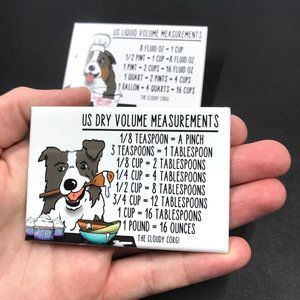 US LIQUID VOLUME MEASUREMENTS
8 FLUID OZ = 1 CUP
1/2 PINT = 1 CUP = 8 FLUID OZ
1 PINT = 2 CUPS = 16 FLUID OZ
1 QUART = 2 PINTS = 4 CUPS
1 GALLON = 4 QUARTS = 16 CUPS
THE CLOUDY CORGI
US DRY VOLUME MEASUREMENTS
1/8 TEASPOON = A PINCH
3 TEASPOONS = 1 TABLESPOON
1/8 CUP = 2 TABLESPOONS
1/4 CUP = 4 TABLESPOONS
1/2 CUP = 8 TABLESPOONS
3/4 CUP = 12 TABLESPOONS
1 CUP = 16 TABLESPOONS
1 POUND = 16 OUNCES
THE CLOUDY CORGI